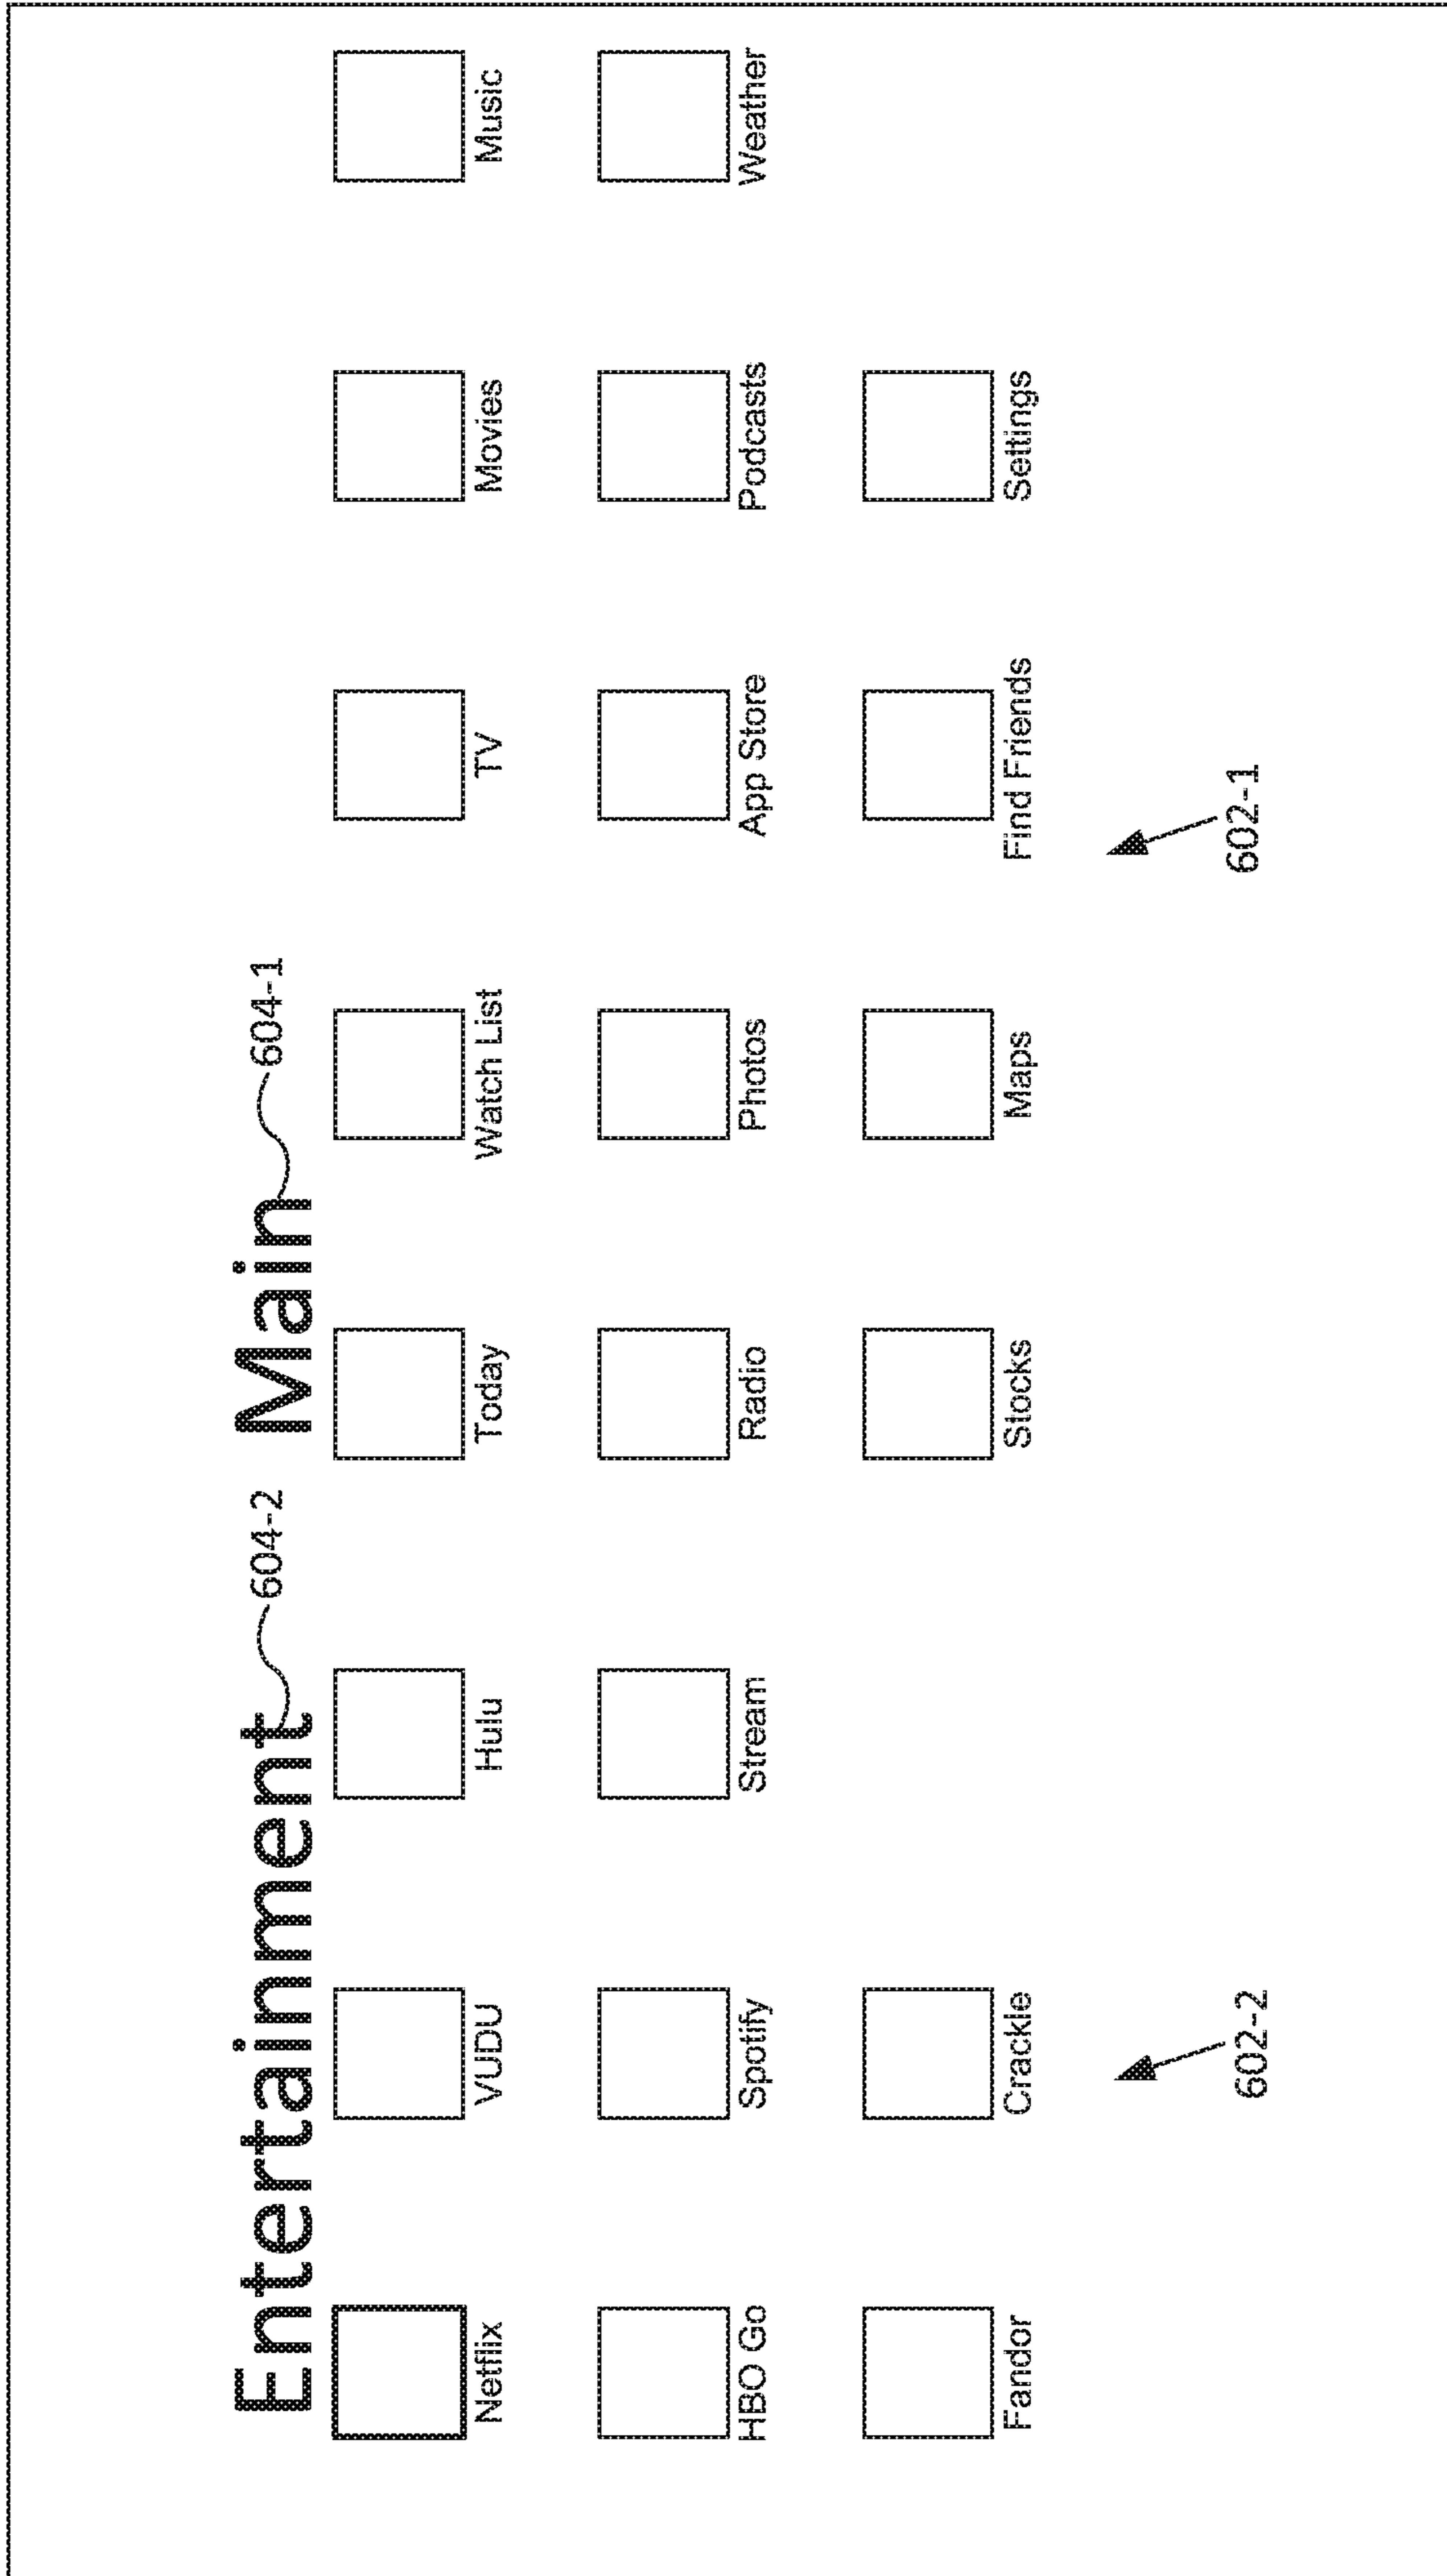 Entertainment 604-2 Main 604-1
Netflix VUDU Hulu Today Watch List TV Movies Music
HBO Go Spotify Stream Radio Photos App Store Podcasts Weather
Fandor Crackle Stocks Maps Find Friends Settings
602-2 602-1